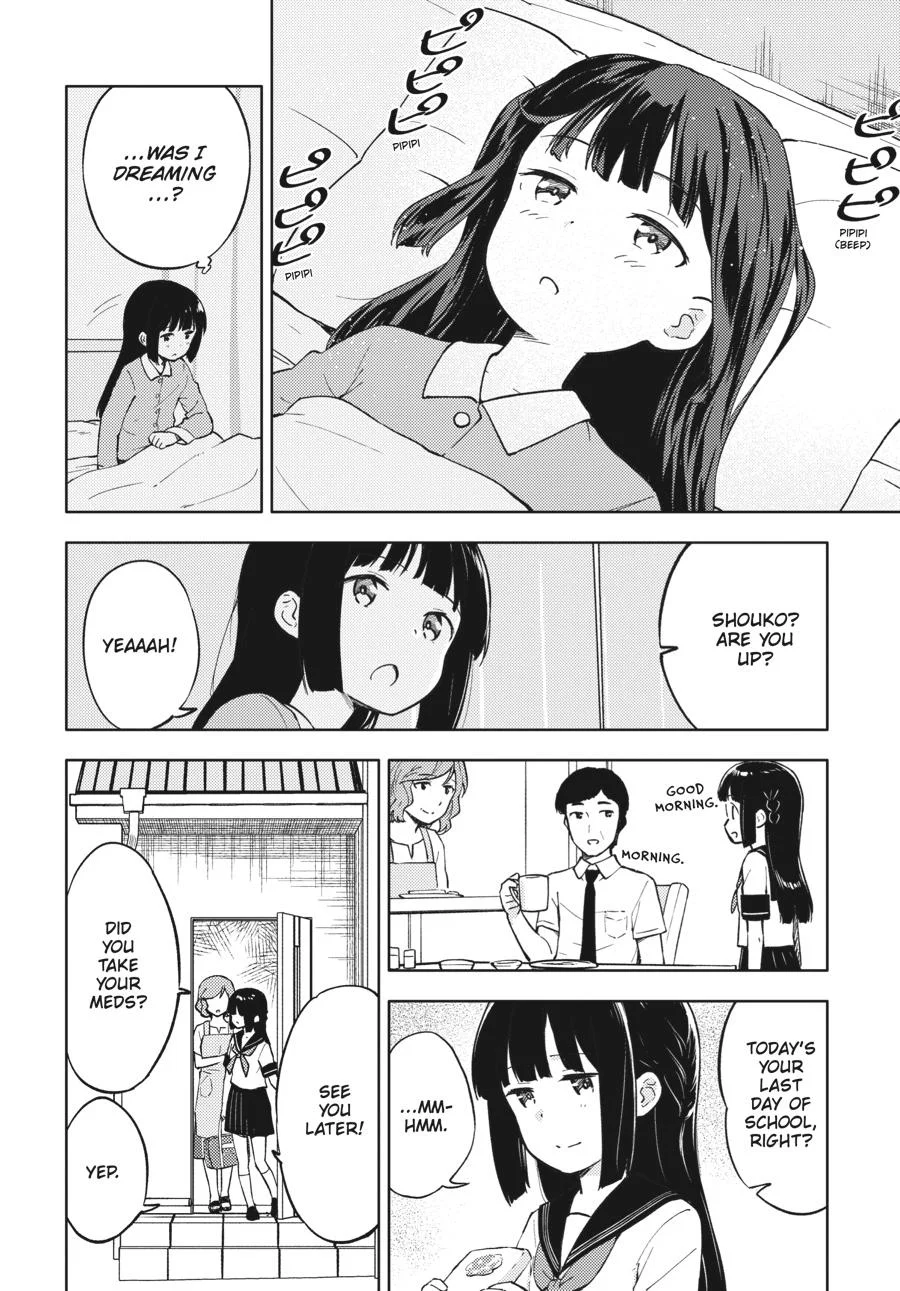 ピピピ
PIPIPI
ピピピ
PIPIPI
ピピ
PIPIPI
(BEEP)
...WAS I
DREAMING
...?
SHOUKO?
ARE YOU
UP?
YEAAAH!
GOOD
MORNING.
MORNING.
TODAY'S
YOUR
LAST
DAY OF
SCHOOL,
RIGHT?
...MM-
HMM.
DID
YOU
TAKE
YOUR
MEDS?
SEE
YOU
LATER!
YEP.